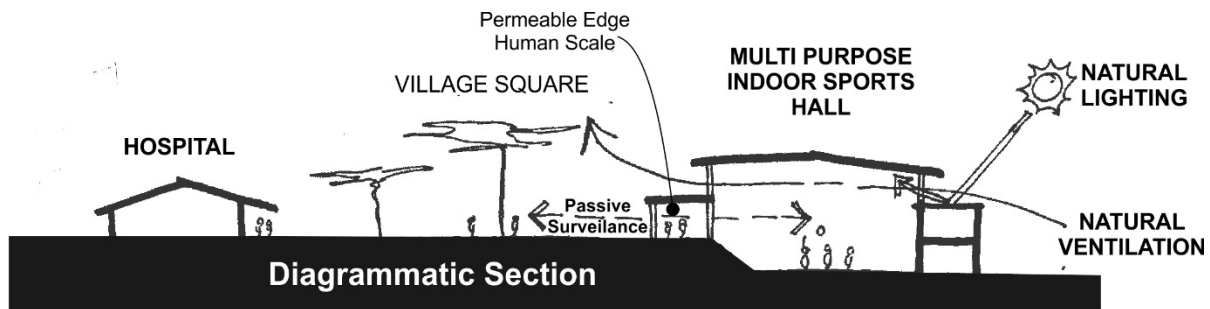 Permeable Edge
Human Scale
MULTI PURPOSE
INDOOR SPORTS
HALL
VILLAGE SQUARE
NATURAL
LIGHTING
HOSPITAL
Passive
Surveilance
NATURAL
VENTILATION
Diagrammatic Section